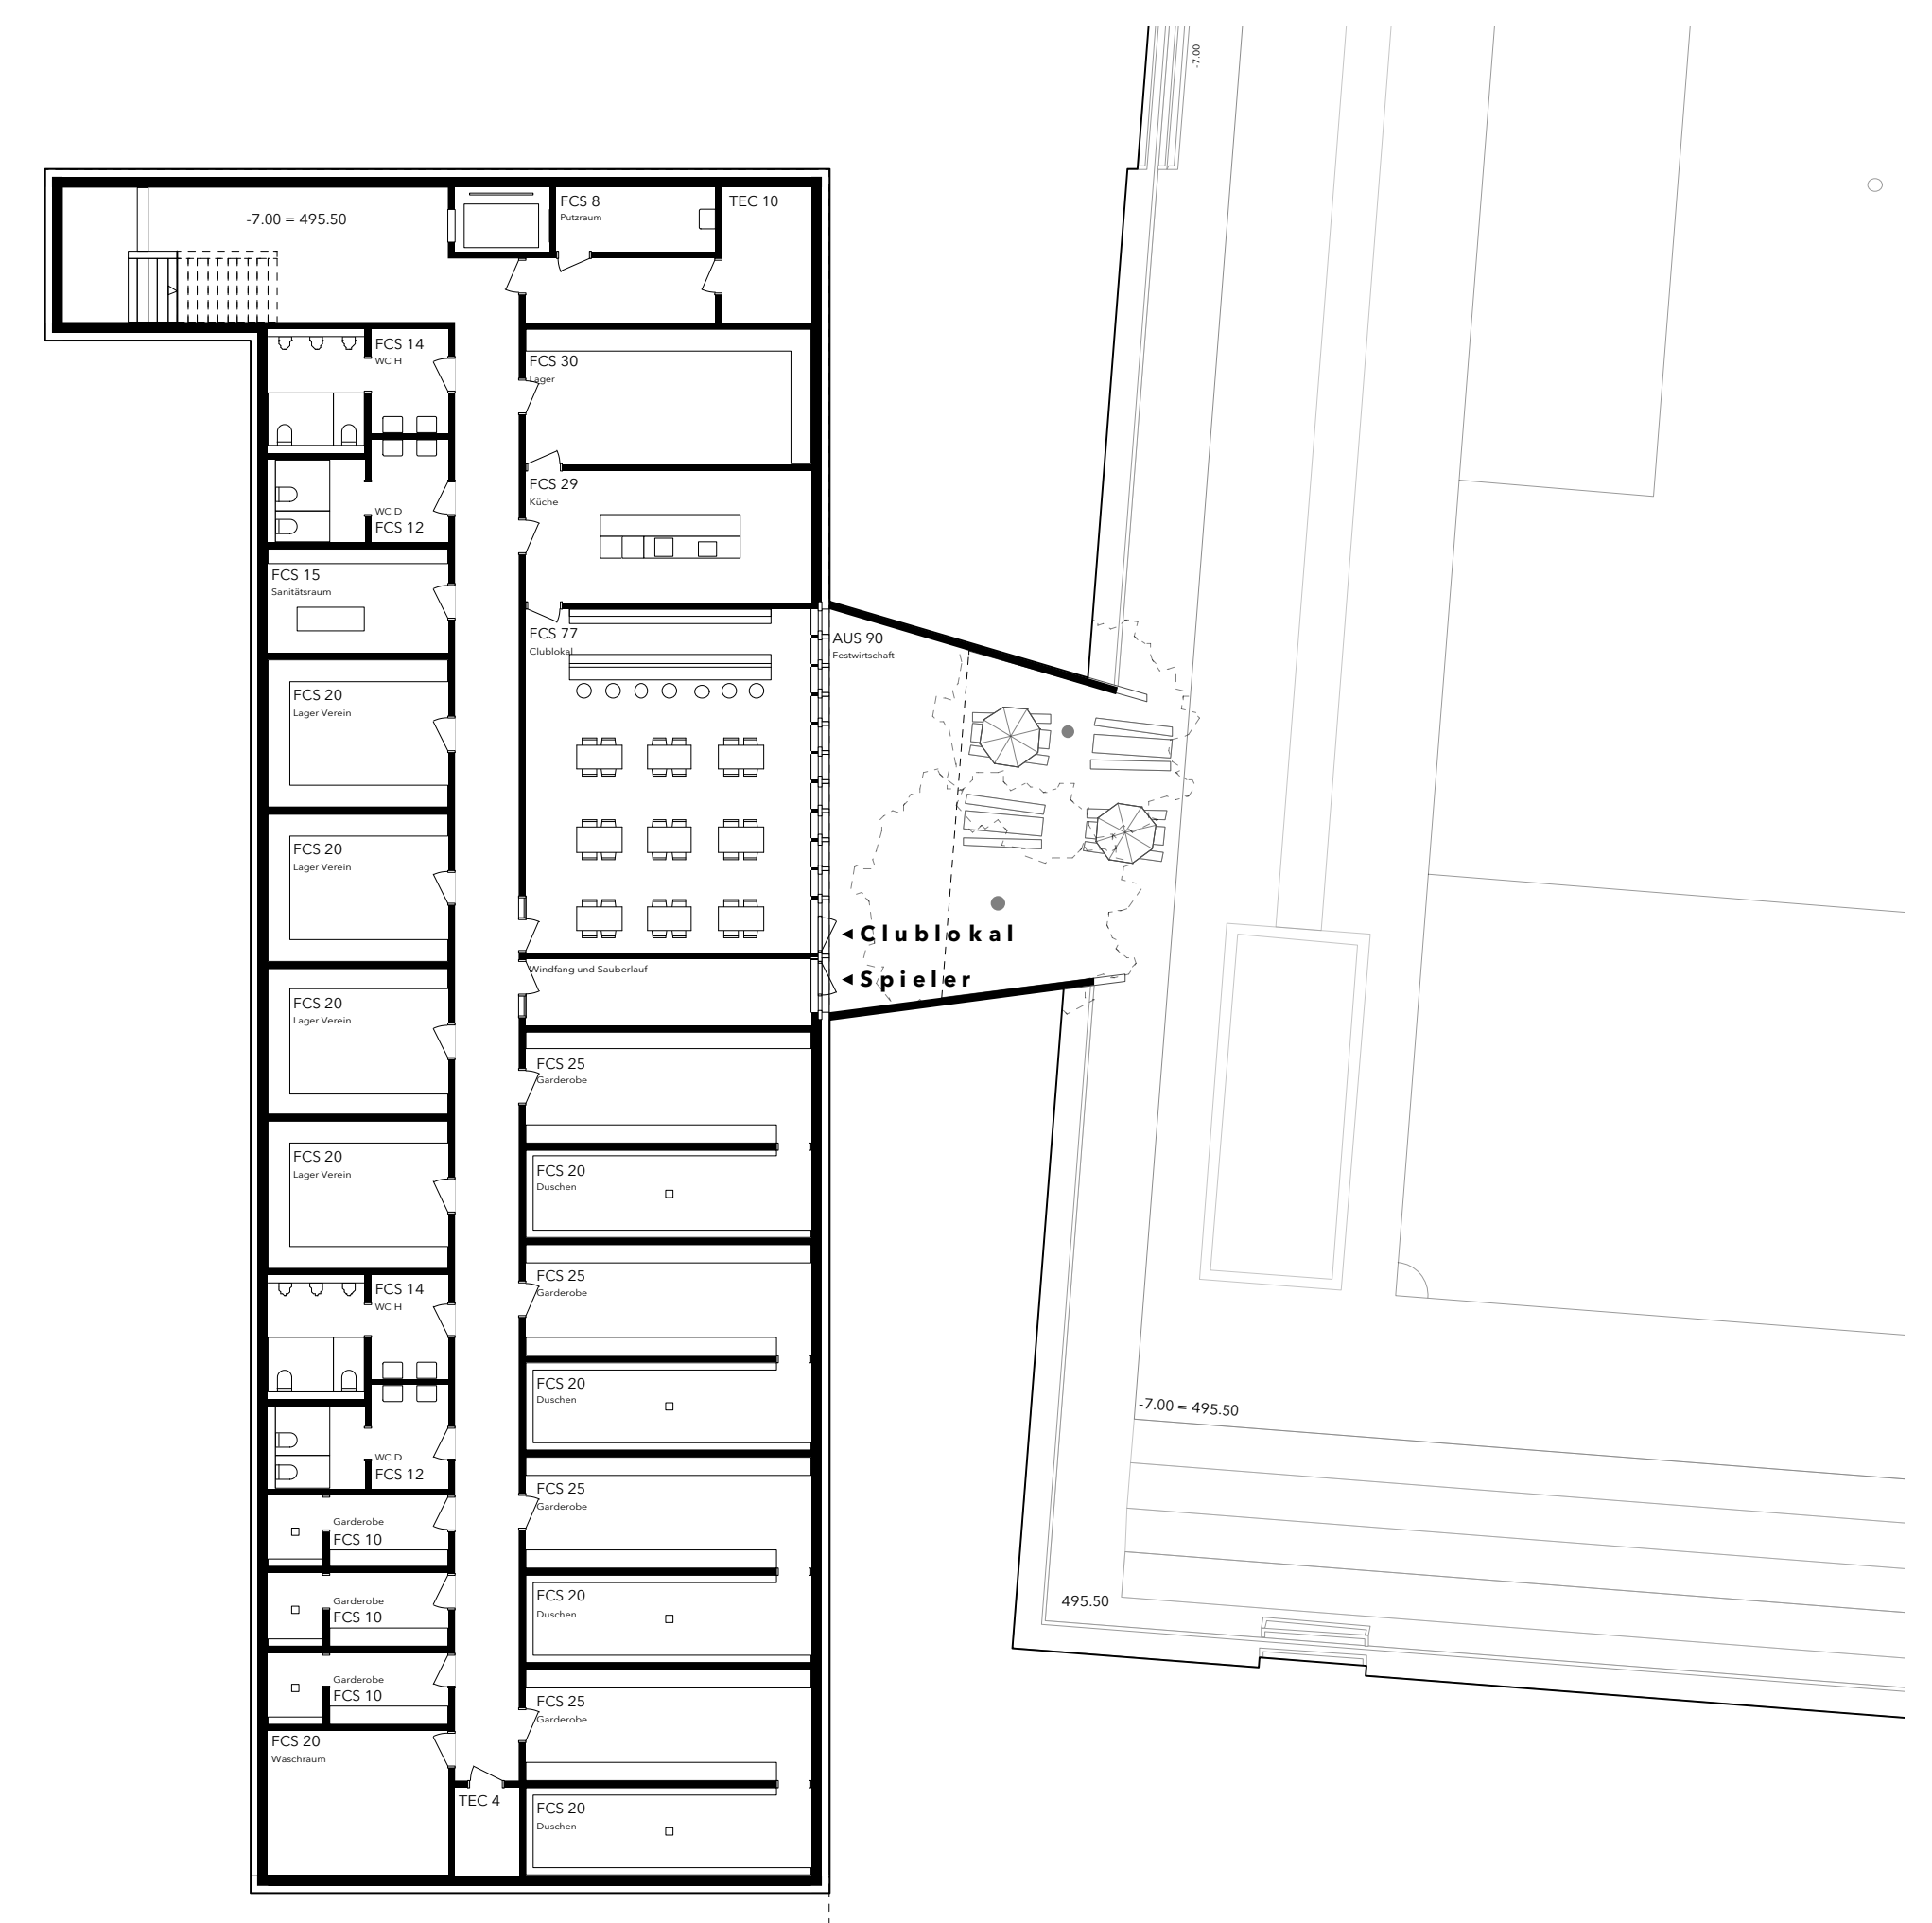 -7.00
-7.00 = 495.50
FCS 8
Putzraum
TEC 10
FCS 14
WC H
FCS 30
Lager
WC D
FCS 12
FCS 29
Küche
FCS 15
Sanitätsraum
FCS 77
Clublokal
AUS 90
Festwirtschaft
FCS 20
Lager Verein
FCS 20
Lager Verein
◄Clublokal
Windfang und Sauberlauf
◄Spieler
FCS 20
Lager Verein
FCS 25
Garderobe
FCS 20
Lager Verein
FCS 20
Duschen
FCS 14
WC H
FCS 25
Garderobe
FCS 20
Duschen
-7.00 = 495.50
WC D
FCS 12
FCS 25
Garderobe
Garderobe
FCS 10
FCS 20
Duschen
Garderobe
FCS 10
495.50
Garderobe
FCS 10
FCS 25
Garderobe
FCS 20
Waschraum
TEC 4
FCS 20
Duschen